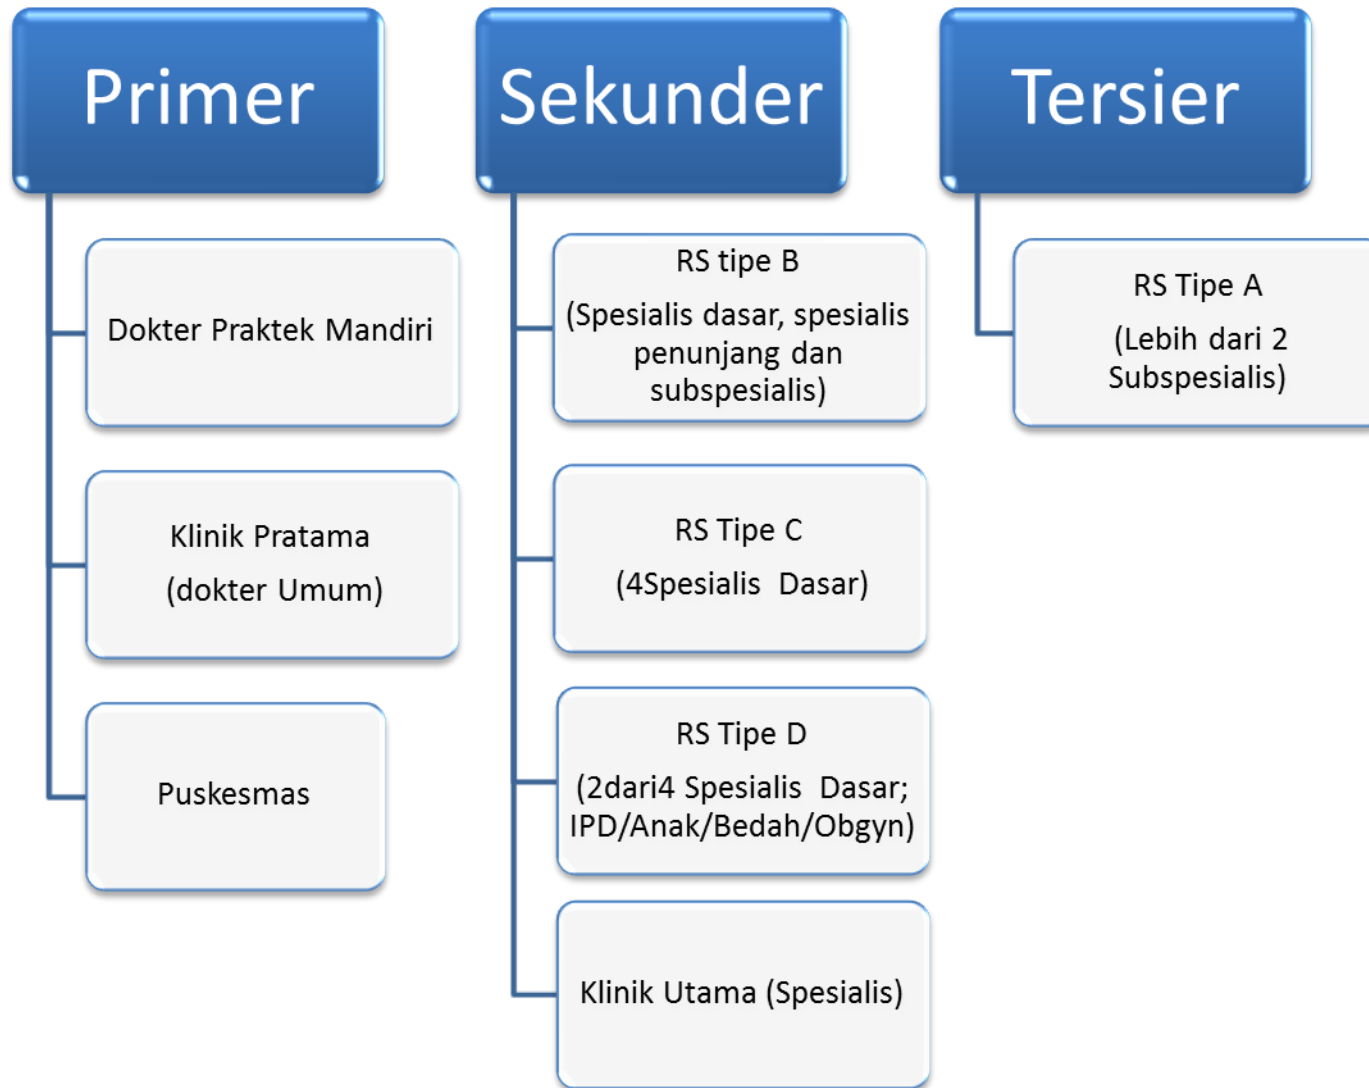 Primer
Dokter Praktek Mandiri
Klinik Pratama
(dokter Umum)
Puskesmas
Sekunder
RS tipe B
(Spesialis dasar, spesialis
penunjang dan
subspesialis)
RS Tipe C
(4Spesialis Dasar)
RS Tipe D
(2dari4 Spesialis Dasar;
IPD/Anak/Bedah/Obgyn)
Klinik Utama (Spesialis)
Tersier
RS Tipe A
(Lebih dari 2
Subspesialis)